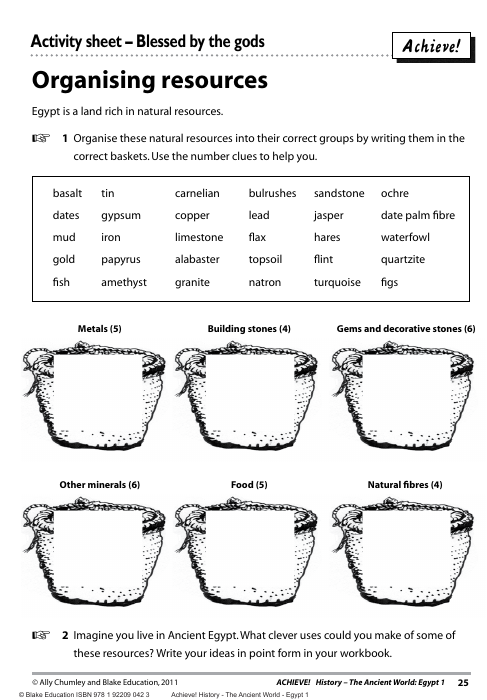 Activity sheet – Blessed by the gods
Achieve!
Organising resources
Egypt is a land rich in natural resources.
1 Organise these natural resources into their correct groups by writing them in the
correct baskets. Use the number clues to help you.
basalt tin carnelian bulrushes sandstone ochre
dates gypsum copper lead jasper date palm fibre
mud iron limestone flax hares waterfowl
gold papyrus alabaster topsoil flint quartzite
fish amethyst granite natron turquoise figs
Metals (5) Building stones (4) Gems and decorative stones (6)
Other minerals (6) Food (5) Natural fibres (4)
2 Imagine you live in Ancient Egypt. What clever uses could you make of some of
these resources? Write your ideas in point form in your workbook.
© Ally Chumley and Blake Education, 2011 ACHIEVE! History – The Ancient World: Egypt 1 25
© Blake Education ISBN 978 1 92209 042 3 Achieve! History - The Ancient World - Egypt 1